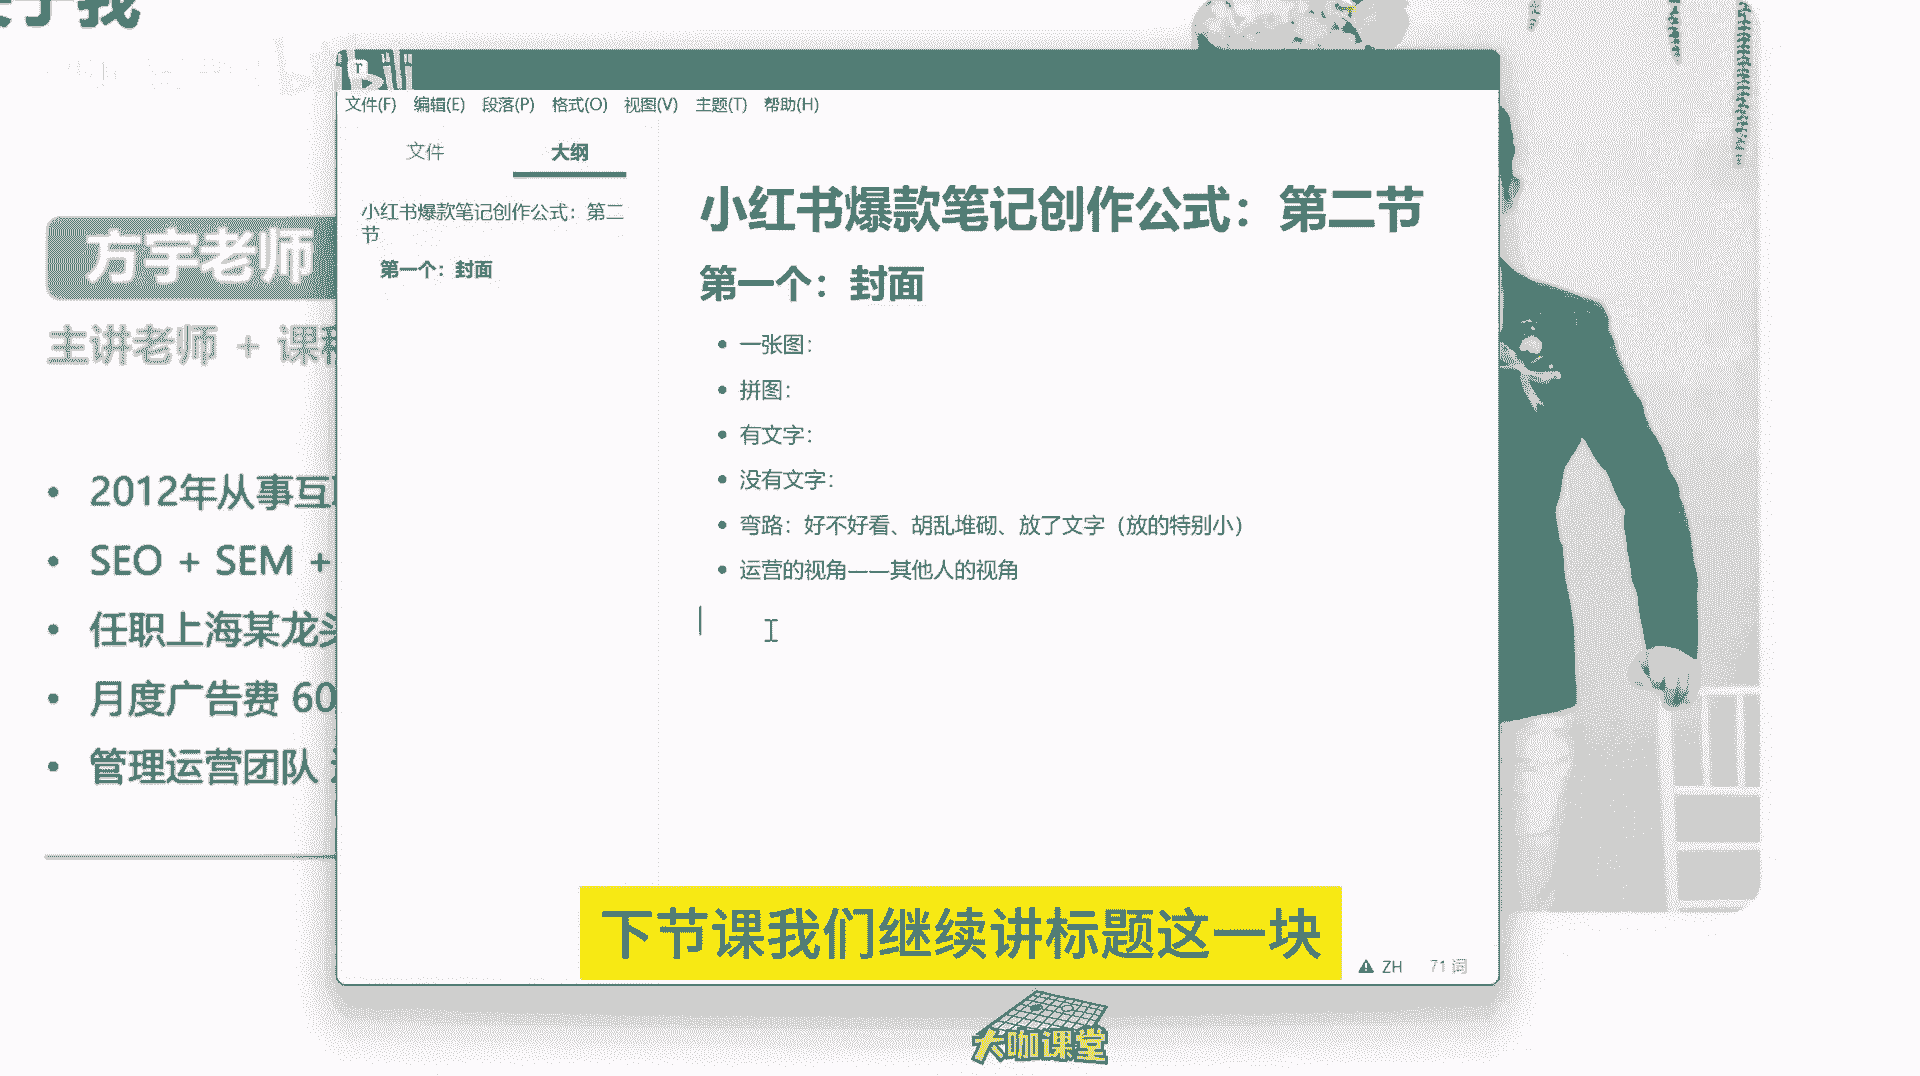 bilibili
文件(F) 编辑(E) 段落(P) 格式(O) 视图(V) 主题(T) 帮助(H)
文件 大纲
小红书爆款笔记创作公式：第二
节
第一个：封面
小红书爆款笔记创作公式：第二节
第一个：封面
一张图：
拼图：
有文字：
没有文字：
弯路：好不好看、胡乱堆砌、放了文字（放的特别小）
运营的视角——其他人的视角
方宇老师
主讲老师 + 课程
2012年从事互
SEO + SEM +
任职上海某龙头
月度广告费 60
管理运营团队
下节课我们继续讲标题这一块
ZH 71 词
大咖课堂